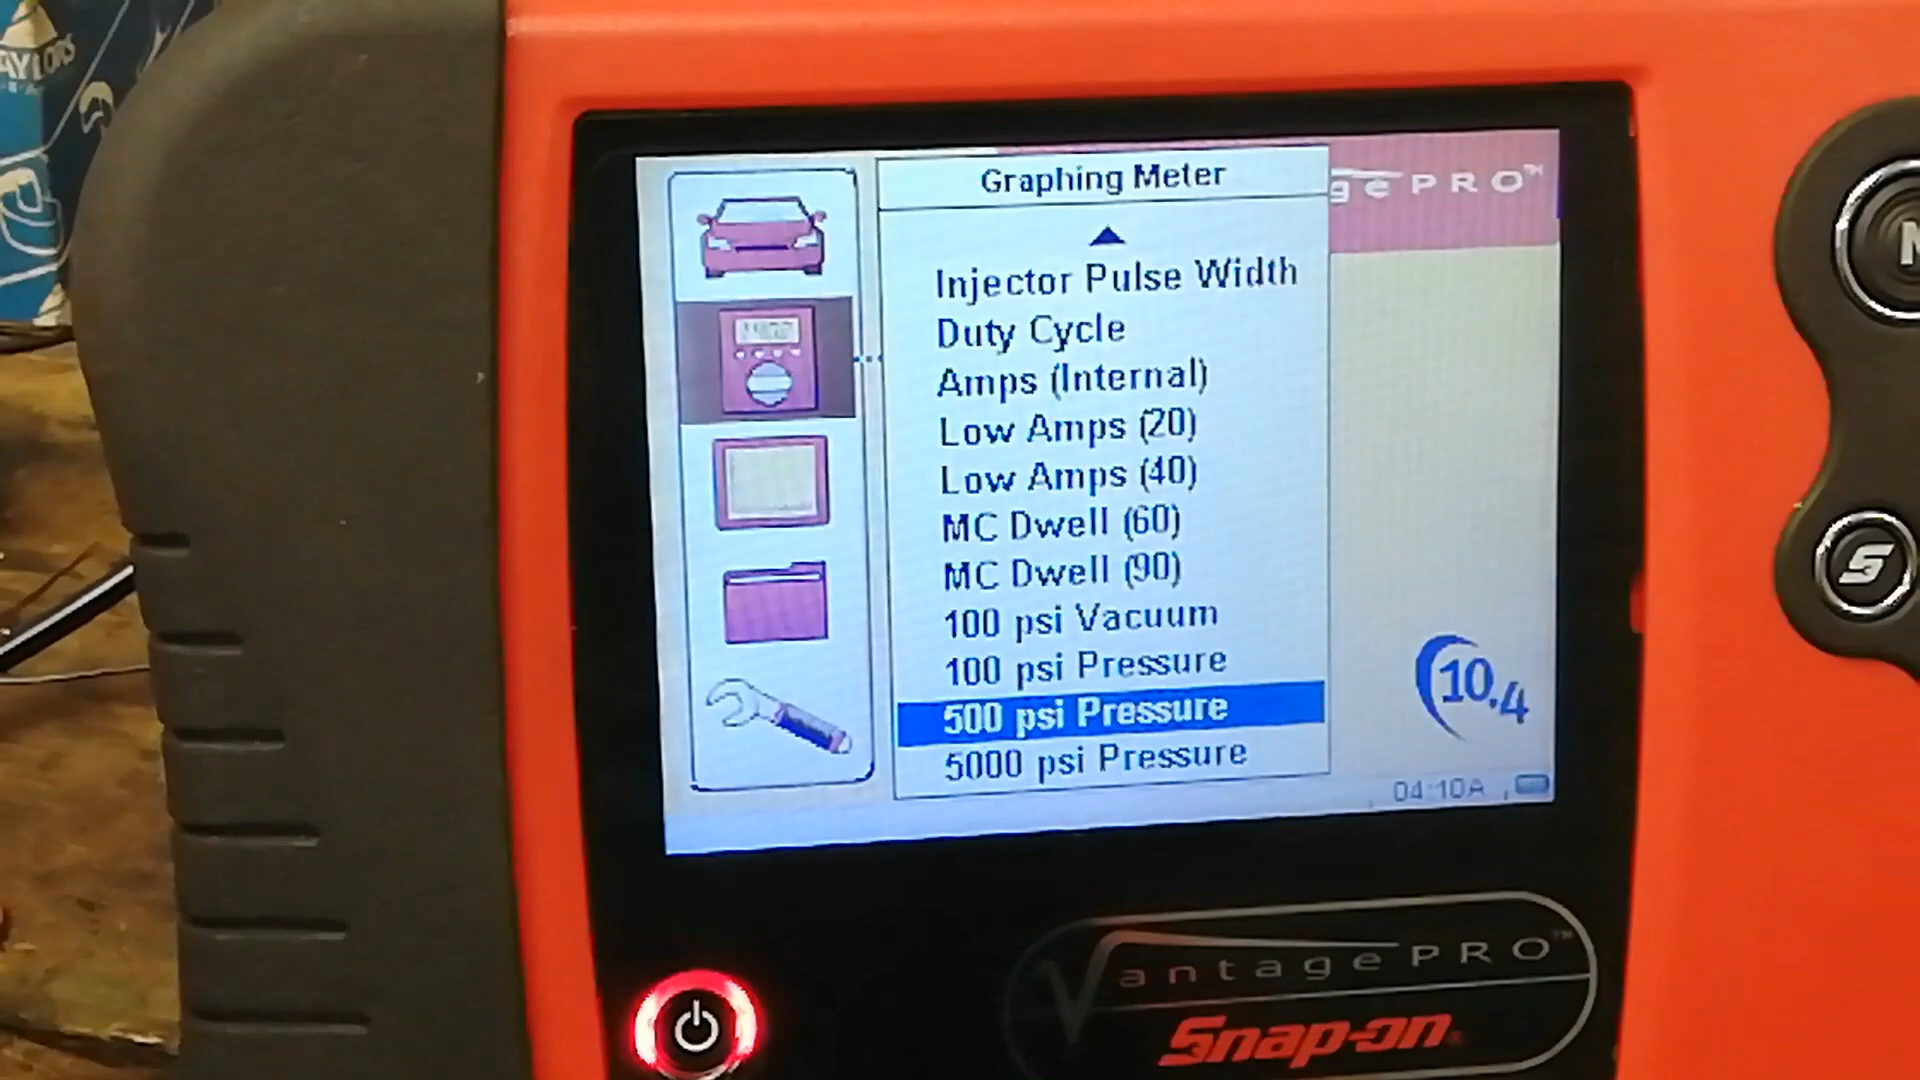 Graphing Meter
gePRO™
Injector Pulse Width
Duty Cycle
Amps (Internal)
Low Amps (20)
Low Amps (40)
MC Dwell (60)
MC Dwell (90)
100 psi Vacuum
100 psi Pressure
500 psi Pressure
5000 psi Pressure
10.4
04:10A
VantagePRO™
Snap-on
S